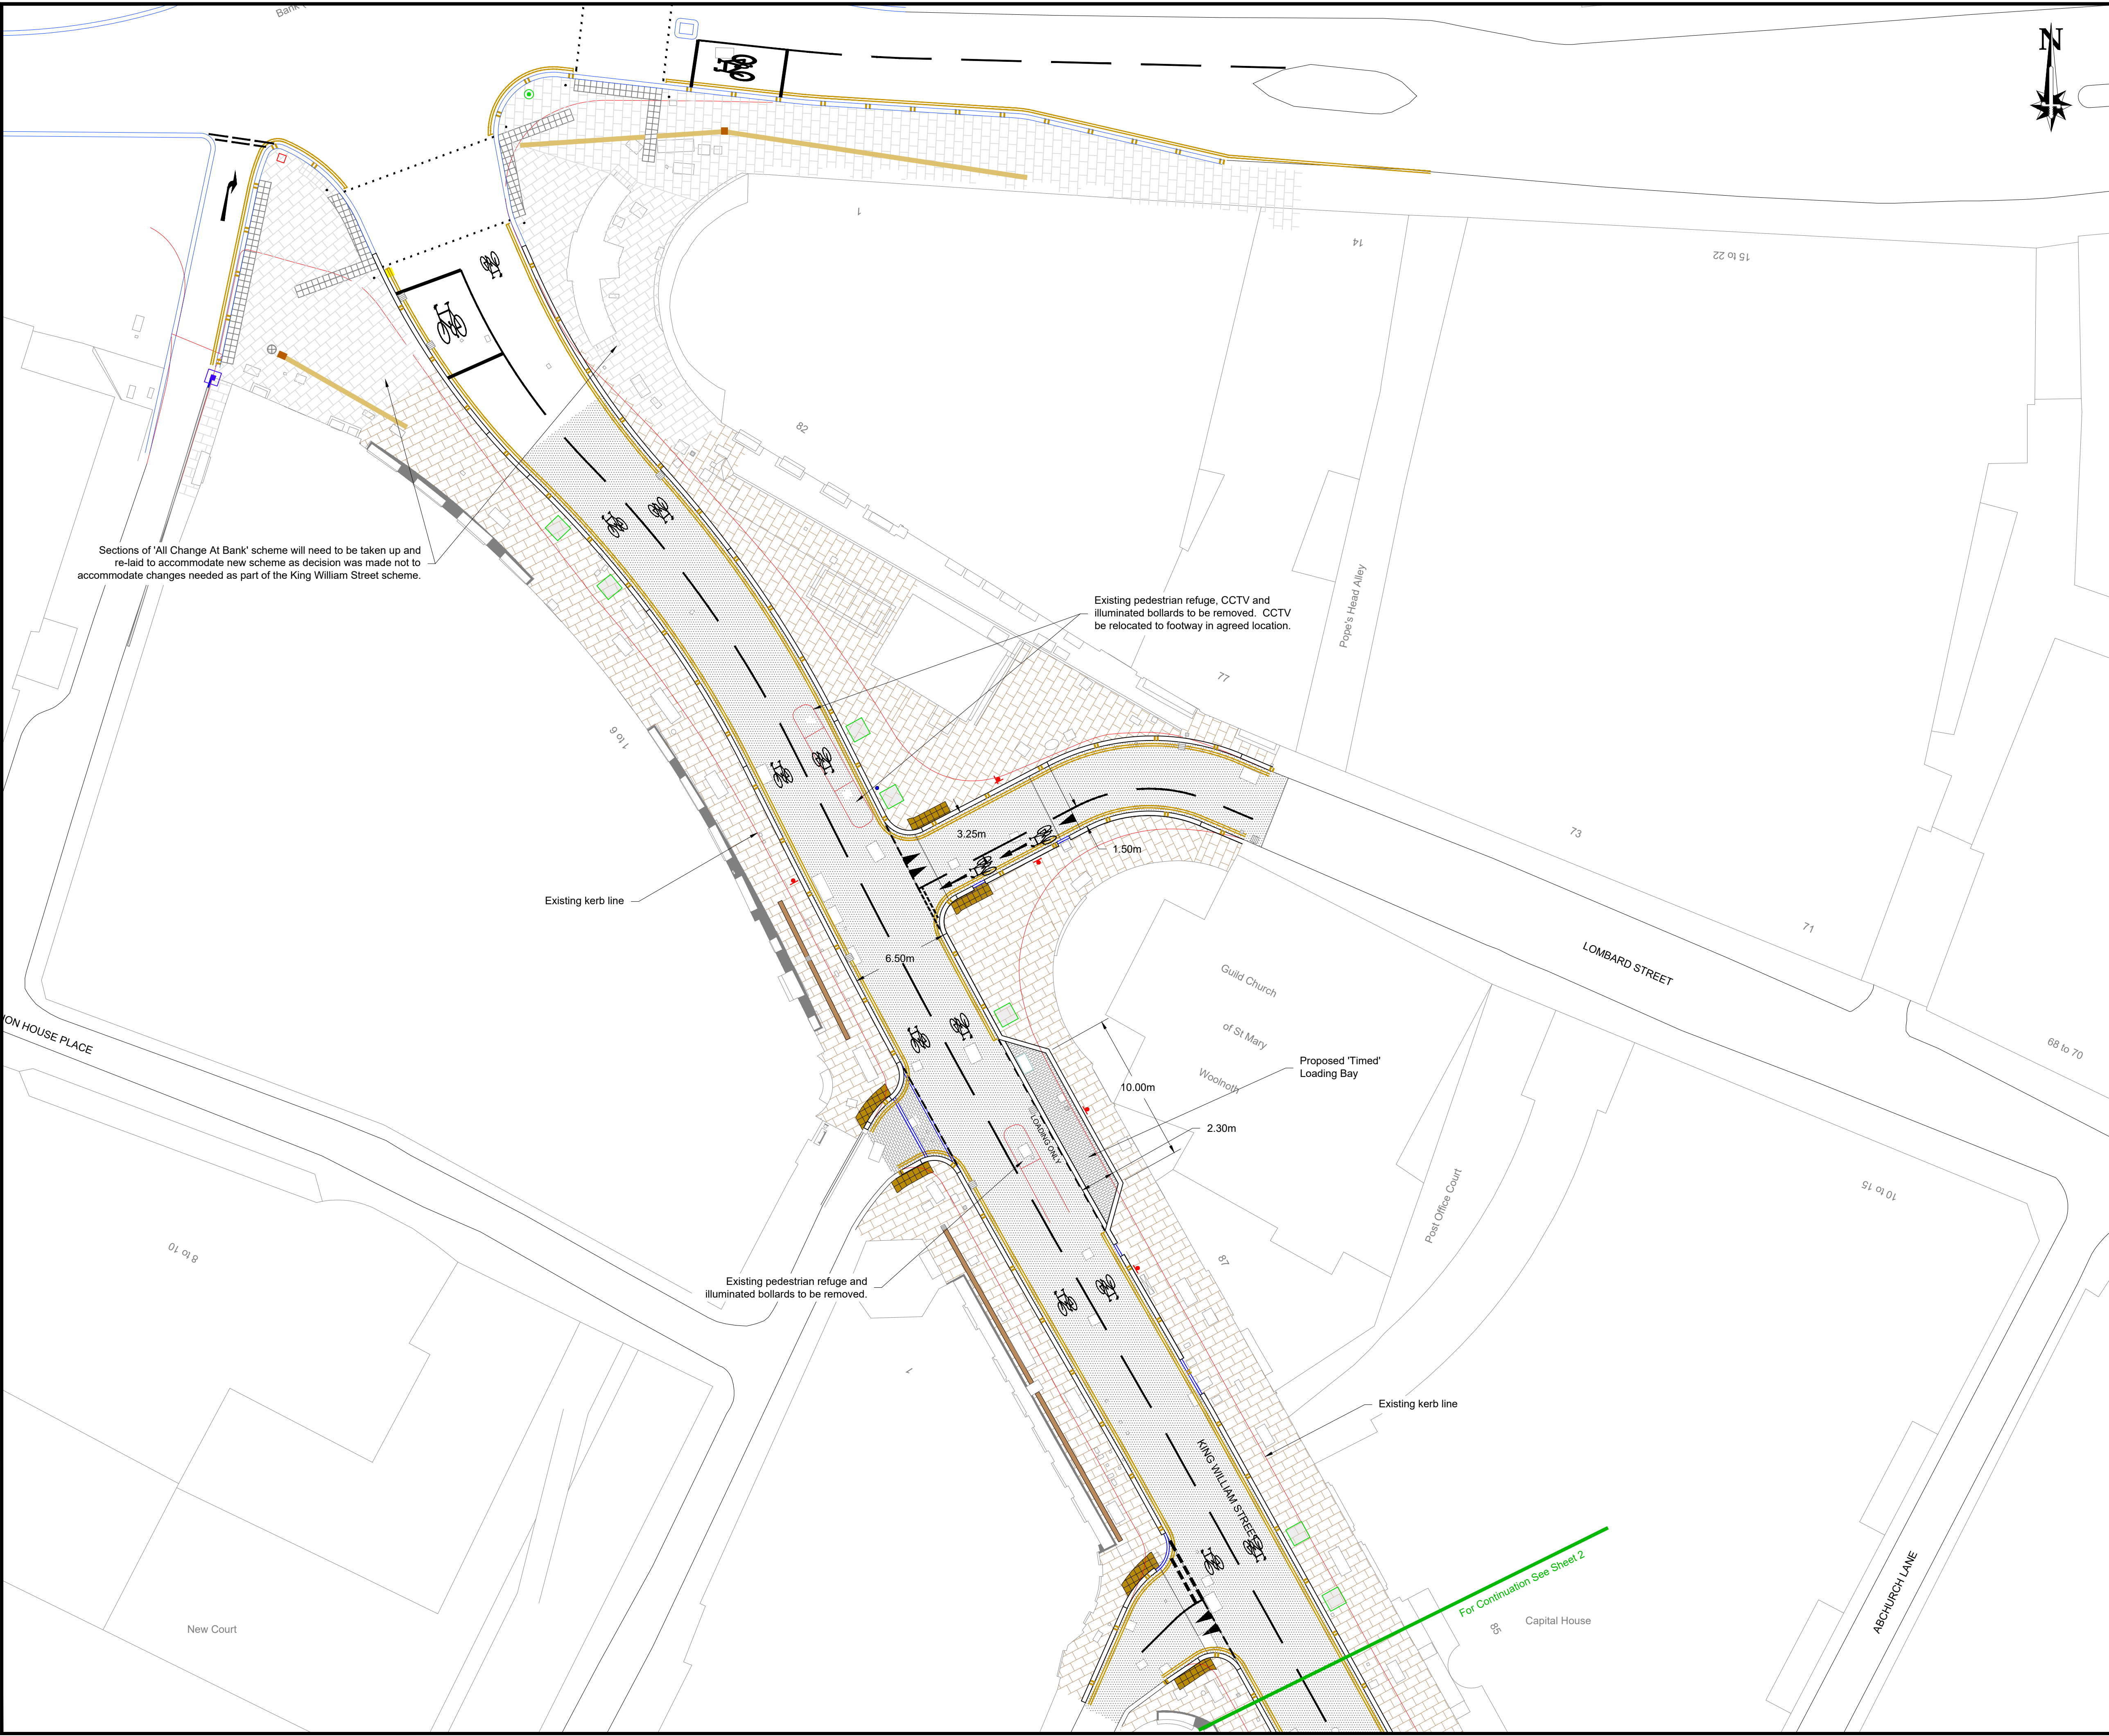 Bank
N
1
14
15 to 22
82
Sections of 'All Change At Bank' scheme will need to be taken up and
re-laid to accommodate new scheme as decision was made not to
accommodate changes needed as part of the King William Street scheme.
Existing pedestrian refuge, CCTV and
illuminated bollards to be removed.  CCTV
be relocated to footway in agreed location.
Pope's Head Alley
77
1 to 6
3.25m
1.50m
73
Existing kerb line
71
6.50m
LOMBARD STREET
Guild Church
of St Mary
Woolnoth
ION HOUSE PLACE
68 to 70
Proposed 'Timed'
Loading Bay
10.00m
2.30m
LOADING ONLY
10 to 15
Post Office Court
8 to 10
87
Existing pedestrian refuge and
illuminated bollards to be removed.
1
Existing kerb line
KING WILLIAM STREET
For Continuation See Sheet 2
ABCHURCH LANE
New Court
85
Capital House